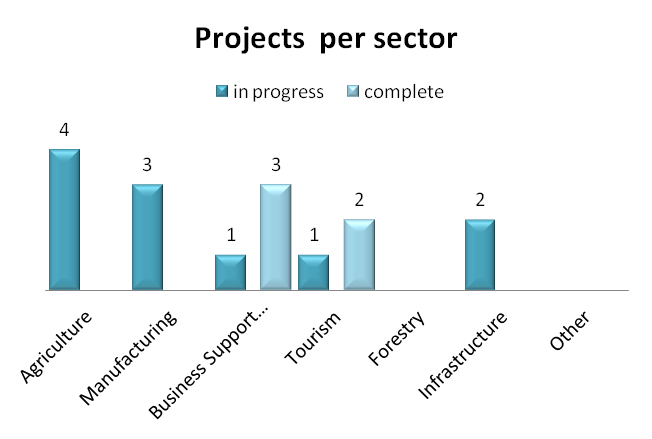 Projects per sector
in progress complete
4
3
1
3
1
2
2
Agriculture
Manufacturing
Business Support...
Tourism
Forestry
Infrastructure
Other